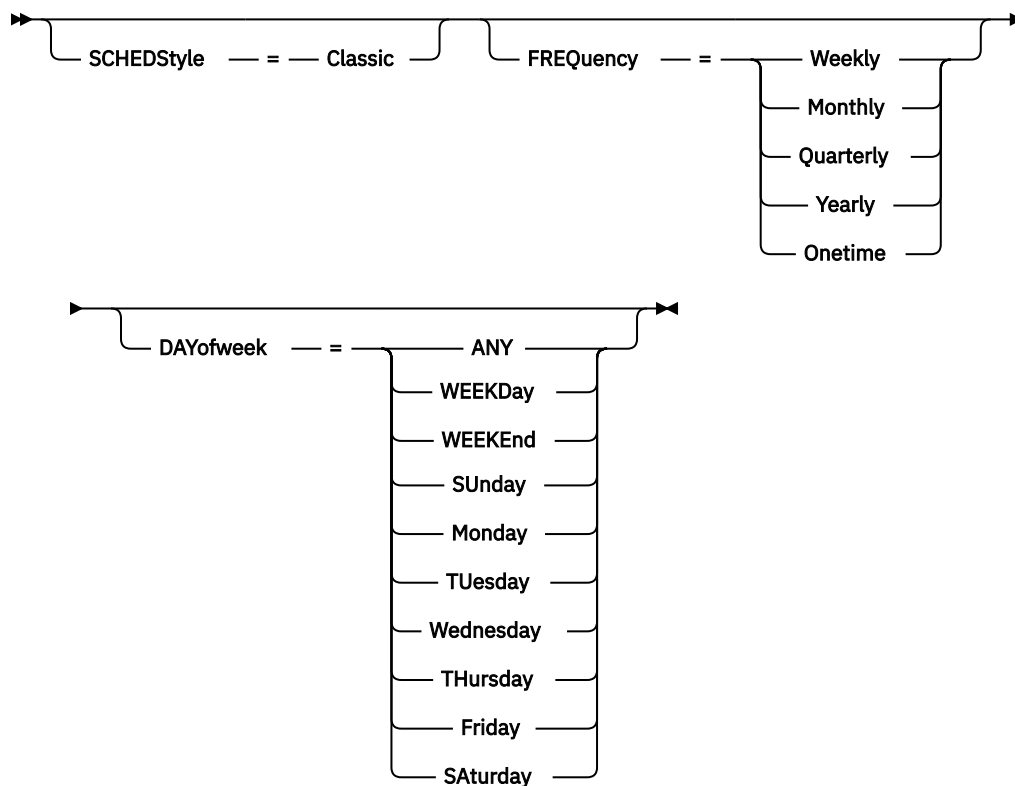 SCHEDStyle = Classic FREQuency = Weekly
Monthly
Quarterly
Yearly
Onetime
DAYofweek = ANY
WEEKDay
WEEKEnd
SUnday
Monday
TUesday
Wednesday
THursday
Friday
SAturday